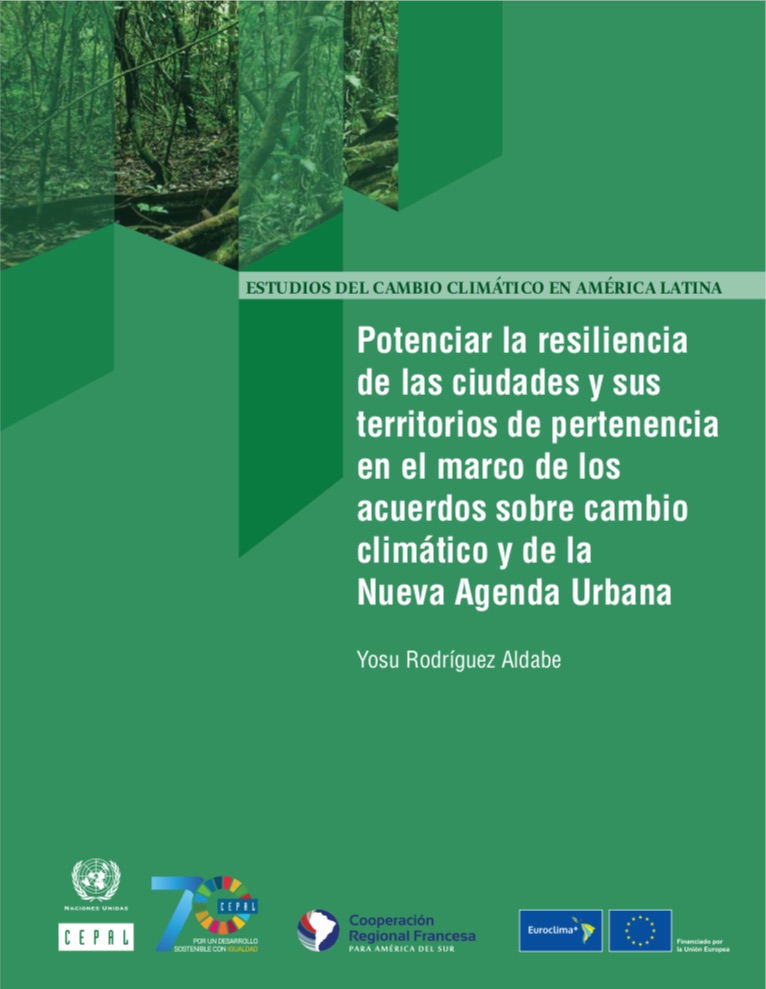 ESTUDIOS DEL CAMBIO CLIMÁTICO EN AMÉRICA LATINA
Potenciar la resiliencia
de las ciudades y sus
territorios de pertenencia
en el marco de los
acuerdos sobre cambio
climático y de la
Nueva Agenda Urbana
Yosu Rodríguez Aldabe
NACIONES UNIDAS
CEPAL
70
CEPAL
POR UN DESARROLLO
SOSTENIBLE CON IGUALDAD
Cooperación
Regional Francesa
PARA AMÉRICA DEL SUR
Euroclima+
Financiado por
la Unión Europea